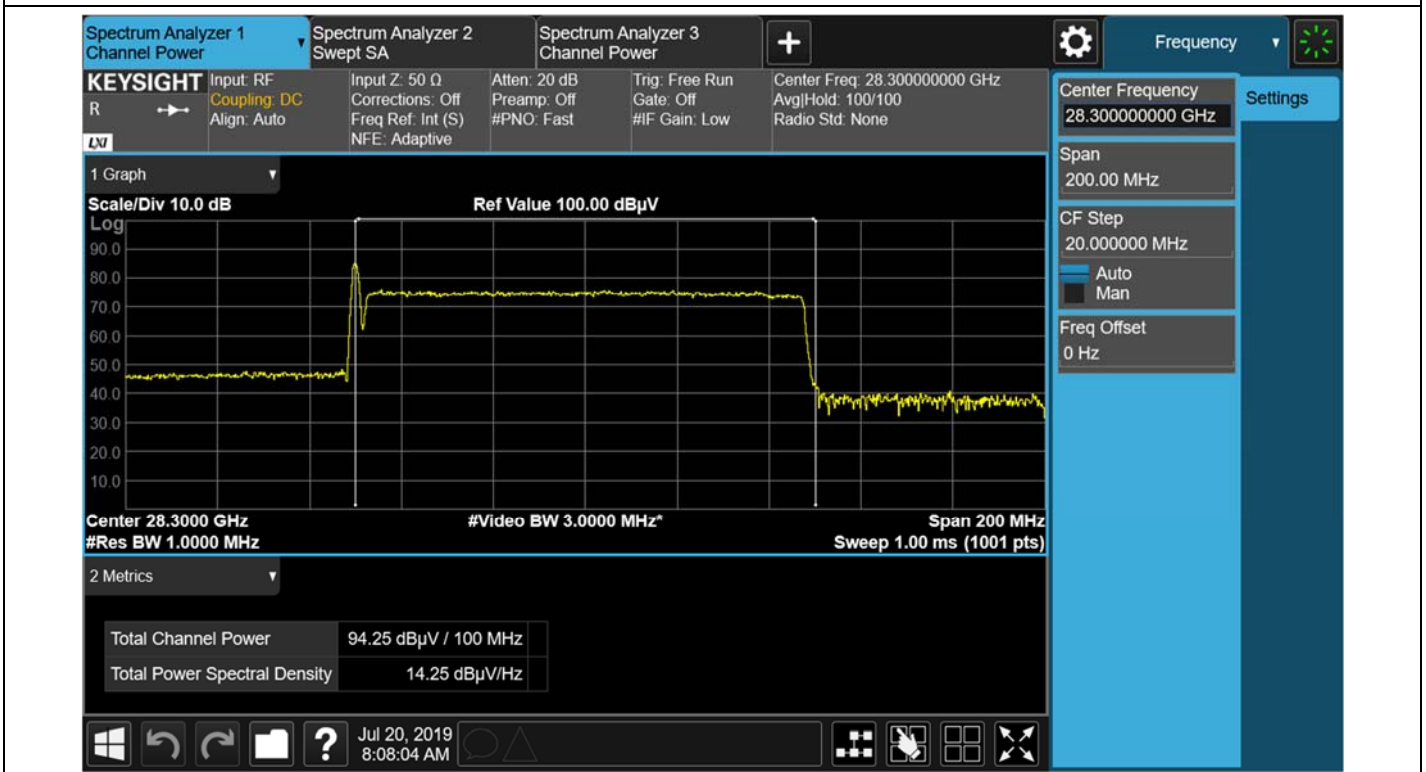 Spectrum Analyzer 1
Channel Power
Spectrum Analyzer 2
Swept SA
Spectrum Analyzer 3
Channel Power
Frequency
KEYSIGHT
R
LXI
Input: RF
Coupling: DC
Align: Auto
Input Z: 50 Ω
Corrections: Off
Freq Ref: Int (S)
NFE: Adaptive
Atten: 20 dB
Preamp: Off
#PNO: Fast
Trig: Free Run
Gate: Off
#IF Gain: Low
Center Freq: 28.300000000 GHz
Avg|Hold: 100/100
Radio Std: None
Center Frequency
28.300000000 GHz
Settings
Span
200.00 MHz
CF Step
20.000000 MHz
Auto
Man
Freq Offset
0 Hz
1 Graph
Scale/Div 10.0 dB
Ref Value 100.00 dBµV
Log
90.0
80.0
70.0
60.0
50.0
40.0
30.0
20.0
10.0
Center 28.3000 GHz
#Video BW 3.0000 MHz*
Span 200 MHz
#Res BW 1.0000 MHz
Sweep 1.00 ms (1001 pts)
2 Metrics
Total Channel Power 94.25 dBµV / 100 MHz
Total Power Spectral Density 14.25 dBµV/Hz
?
Jul 20, 2019
8:08:04 AM